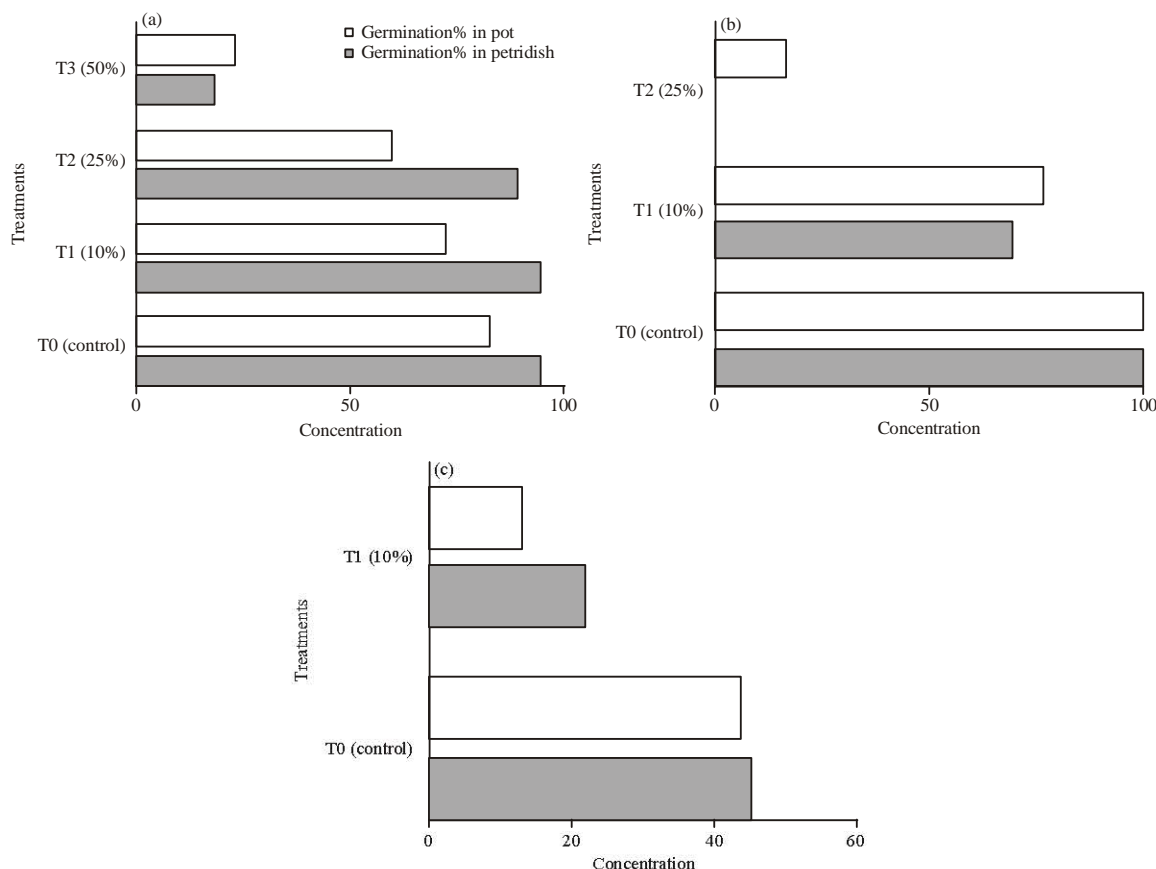 (a)
Germination% in pot
Germination% in petridish
T3 (50%)
T2 (25%)
T1 (10%)
T0 (control)
Treatments
0 50 100
Concentration
(b)
T2 (25%)
T1 (10%)
T0 (control)
Treatments
0 50 100
Concentration
(c)
T1 (10%)
T0 (control)
Treatments
0 20 40 60
Concentration